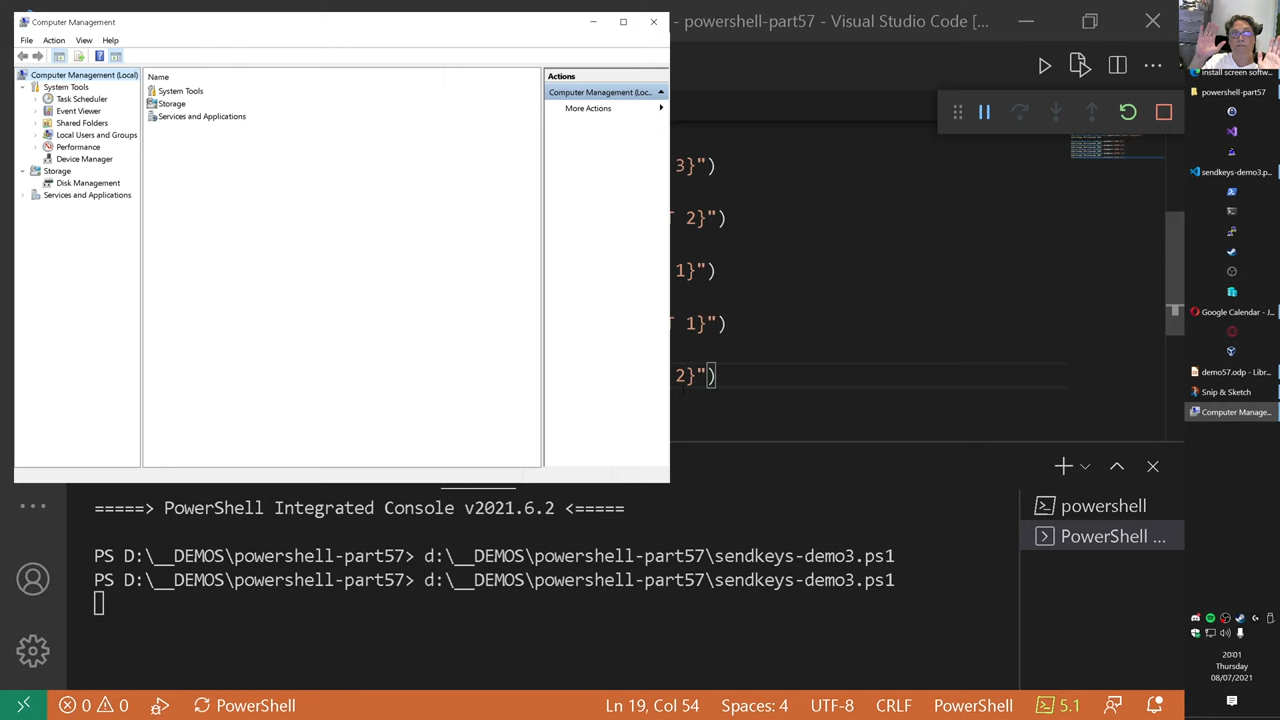 Computer Management
File Action View Help
Computer Management (Local)
System Tools
Task Scheduler
Event Viewer
Shared Folders
Local Users and Groups
Performance
Device Manager
Storage
Disk Management
Services and Applications
Name
System Tools
Storage
Services and Applications
Actions
Computer Management (Loc...
More Actions
- powershell-part57 - Visual Studio Code [...
3}")
T 2}")
1}")
T 1}")
2}")
=====> PowerShell Integrated Console v2021.6.2 <=====
PS D:\__DEMOS\powershell-part57> d:\__DEMOS\powershell-part57\sendkeys-demo3.ps1
PS D:\__DEMOS\powershell-part57> d:\__DEMOS\powershell-part57\sendkeys-demo3.ps1
powershell
PowerShell ...
0 0 PowerShell Ln 19, Col 54 Spaces: 4 UTF-8 CRLF PowerShell 5.1
install screen softw...
powershell-part57
sendkeys-demo3.p...
Google Calendar - J...
demo57.odp - Libr...
Snip & Sketch
Computer Manage...
20:01
Thursday
08/07/2021